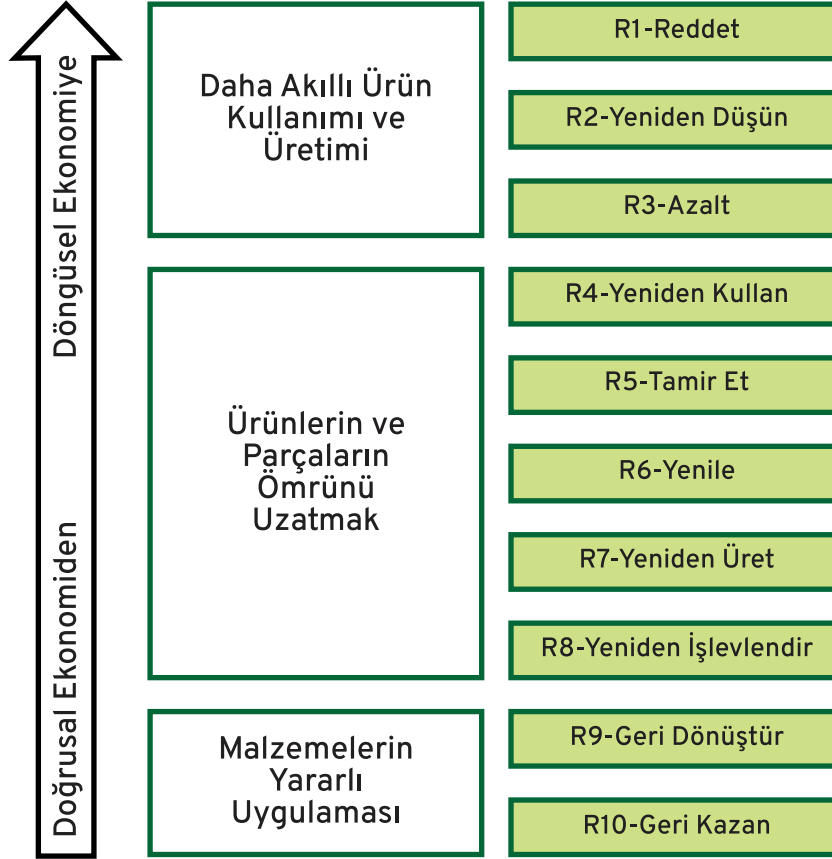 Döngüsel Ekonomiye
Doğrusal Ekonomiden
Daha Akıllı Ürün
Kullanımı ve
Üretimi
R1-Reddet
R2-Yeniden Düşün
R3-Azalt
Ürünlerin ve
Parçaların
Ömrünü
Uzatmak
R4-Yeniden Kullan
R5-Tamir Et
R6-Yenile
R7-Yeniden Üret
R8-Yeniden İşlevlendir
Malzemelerin
Yararlı
Uygulaması
R9-Geri Dönüştür
R10-Geri Kazan